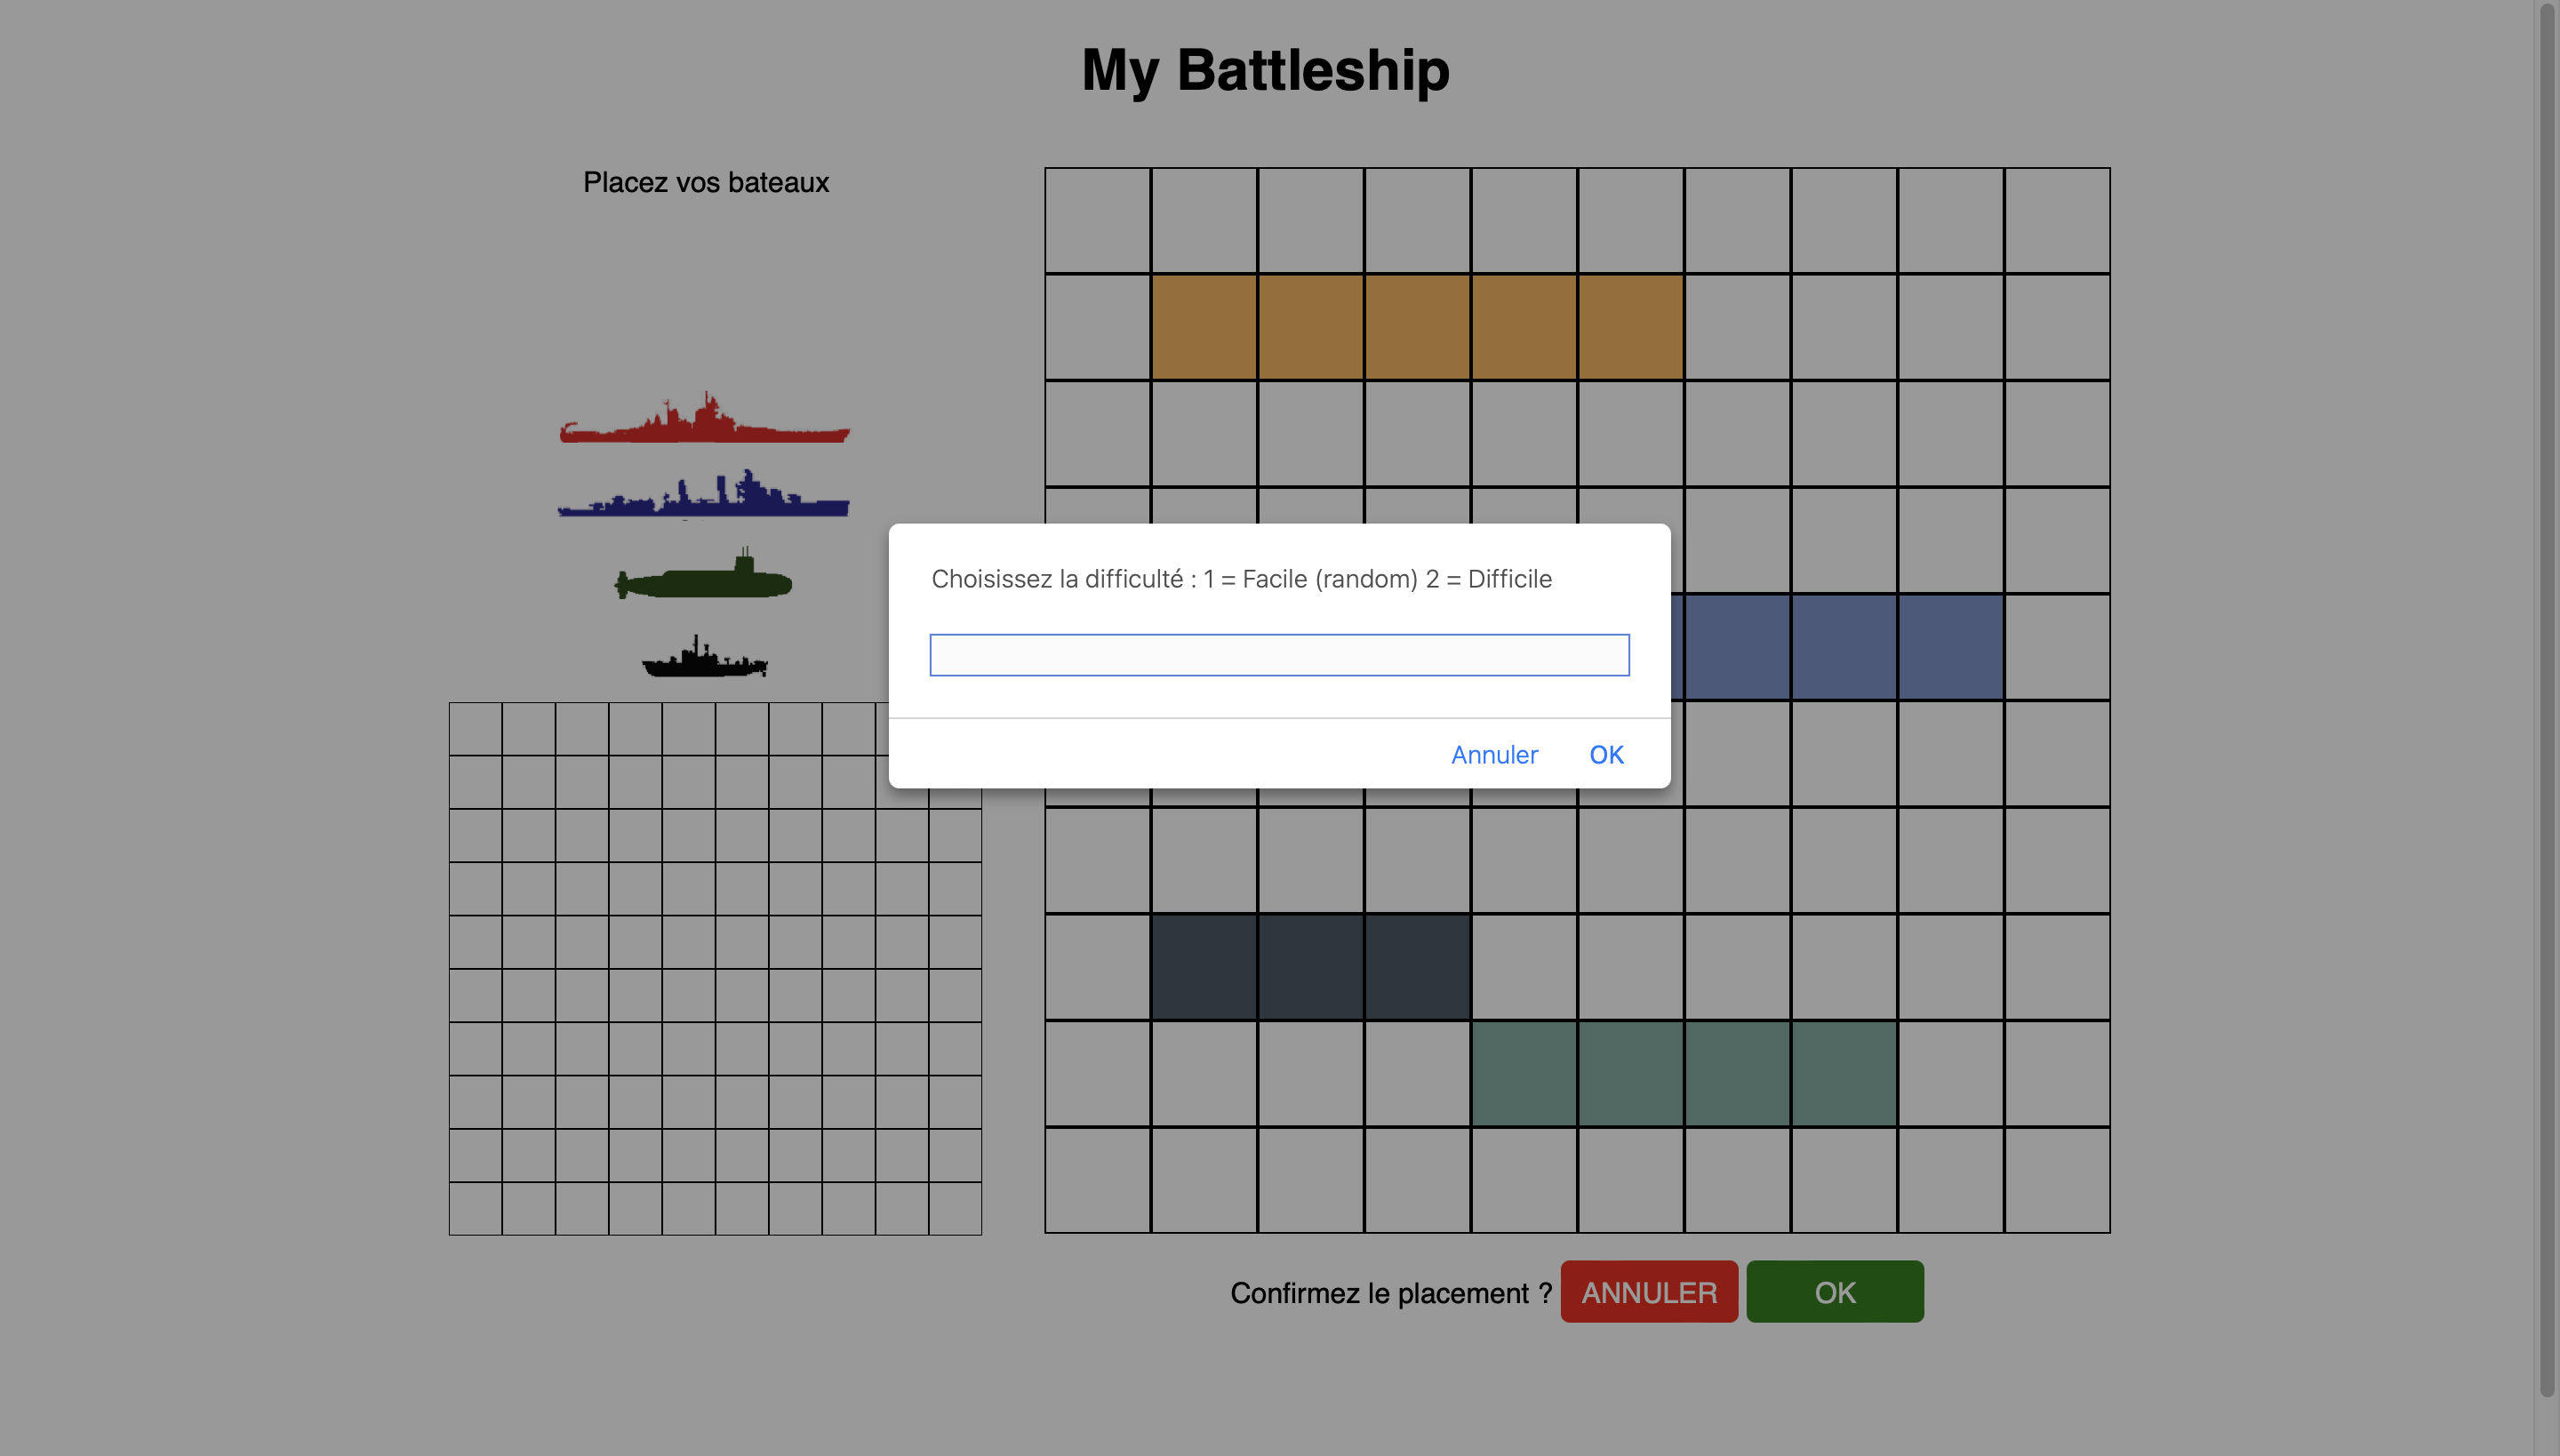 My Battleship
Placez vos bateaux
Choisissez la difficulté : 1 = Facile (random) 2 = Difficile
Annuler OK
Confirmez le placement ? ANNULER OK